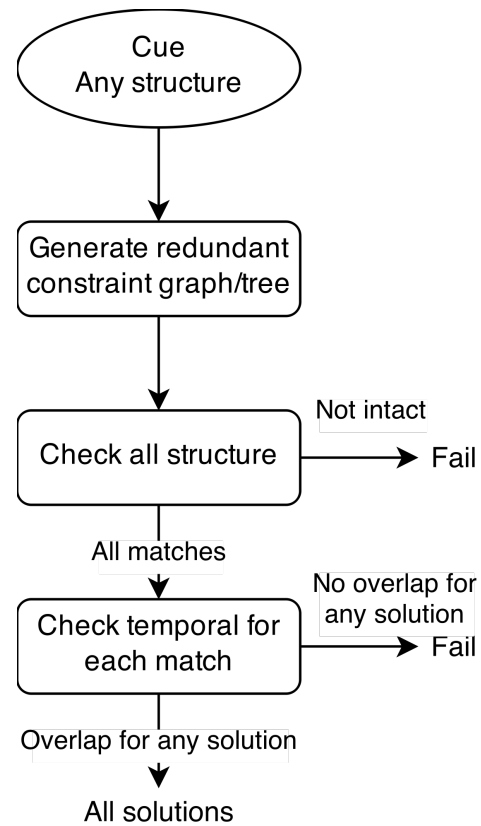 Cue
Any structure
Generate redundant
constraint graph/tree
Not intact
Check all structure
Fail
All matches
No overlap for
any solution
Check temporal for
each match
Fail
Overlap for any solution
All solutions